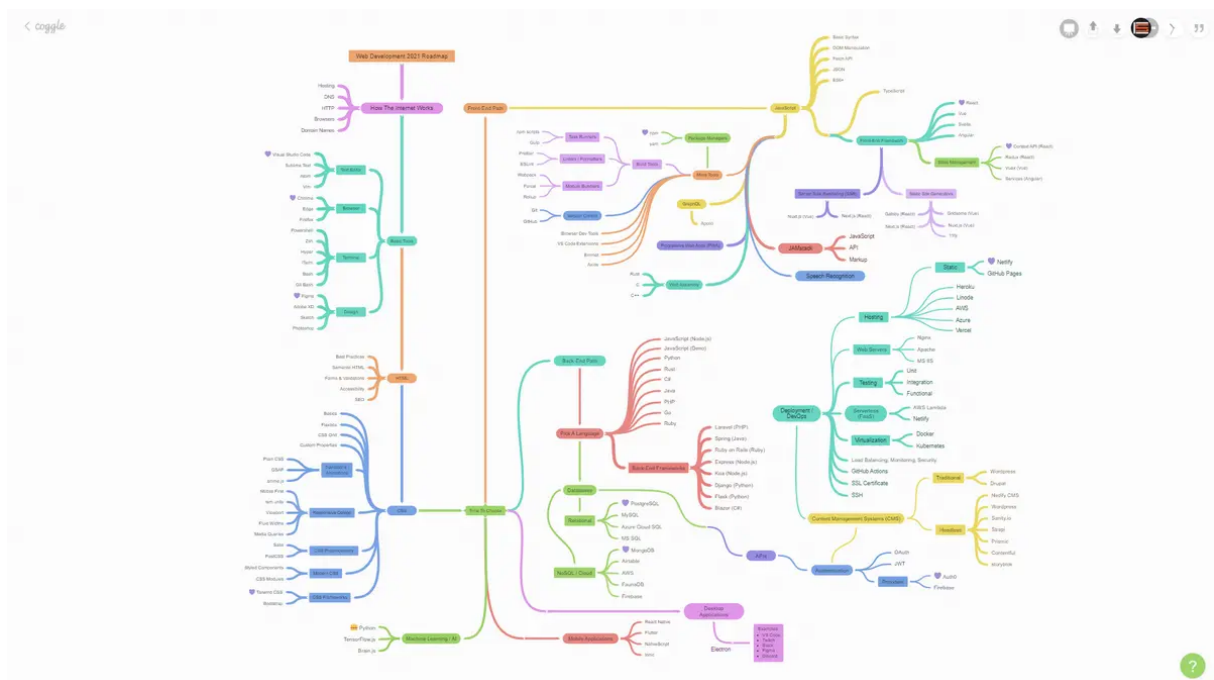 coggle
Web Development 2021 Roadmap
Hosting
DNS
HTTP
Browsers
Domain Names
How The Internet Works
Visual Studio Code
Sublime Text
Atom
Vim
Text Editor
Chrome
Edge
Firefox
Browser
Powershell
Zsh
Hyper
iTerm
Bash
Git Bash
Terminal
Figma
Adobe XD
Sketch
Photoshop
Design
Basic Tools
Best Practices
Semantic HTML
Forms & Validations
Accessibility
SEO
HTML
Basics
Flexbox
CSS Grid
Custom Properties
Plain CSS
GSAP
anime.js
Responsive Design
Viewport
Fluid Widths
Media Queries
Sass
PostCSS
CSS Preprocessors
Styled Components
CSS Modules
Modern CSS
Tailwind CSS
Bootstrap
CSS Frameworks
CSS
Front-End Path
JavaScript
Basic Syntax
DOM Manipulation
Fetch API
JSON
ES6+
TypeScript
Front-End Framework
React
Vue
Svelte
Angular
State Management
Context API (React)
Redux (React)
Vuex (Vue)
Services (Angular)
Server Side Rendering (SSR)
Nuxt.js (Vue)
Next.js (React)
Static Site Generators
Gatsby (React)
Next.js (React)
Gridsome (Vue)
Nuxt.js (Vue)
11ty
npm scripts
Gulp
Task Runners
Prettier
ESLint
Linters / Formatters
Webpack
Parcel
Rollup
Module Bundlers
Build Tools
npm
yarn
Package Managers
More Tools
Git
GitHub
Version Control
Browser Dev Tools
VS Code Extensions
Emmet
GraphQL
Apollo
Progressive Web Apps (PWA)
Rust
C
C++
Web Assembly
JAMstack
JavaScript
API
Markup
Speech Recognition
Back-End Path
Pick A Language
JavaScript (Node.js)
JavaScript (Deno)
Python
Rust
C#
Java
PHP
Go
Ruby
Back-End Frameworks
Laravel (PHP)
Spring (Java)
Ruby on Rails (Ruby)
Express (Node.js)
Koa (Node.js)
Django (Python)
Flask (Python)
Blazor (C#)
Databases
Relational
PostgreSQL
MySQL
Azure Cloud SQL
MS SQL
NoSQL / Cloud
MongoDB
Airtable
AWS
FaunaDB
Firebase
APIs
Authentication
OAuth
JWT
Providers
Auth0
Firebase
Deployment /
DevOps
Hosting
Static
Netlify
GitHub Pages
Heroku
Linode
AWS
Azure
Vercel
Web Servers
Nginx
Apache
MS IIS
Testing
Unit
Integration
Functional
Serverless
(FaaS)
AWS Lambda
Netlify
Virtualization
Docker
Kubernetes
Load Balancing, Monitoring, Security
GitHub Actions
SSL Certificate
SSH
Content Management Systems (CMS)
Traditional
Wordpress
Drupal
Headless
Netlify CMS
Wordpress
Sanity.io
Strapi
Prismic
Contentful
storyblok
Desktop
Applications
Electron
Mobile Applications
React Native
Flutter
NativeScript
Ionic
Machine Learning / AI
Python
TensorFlow.js
Brain.js
?